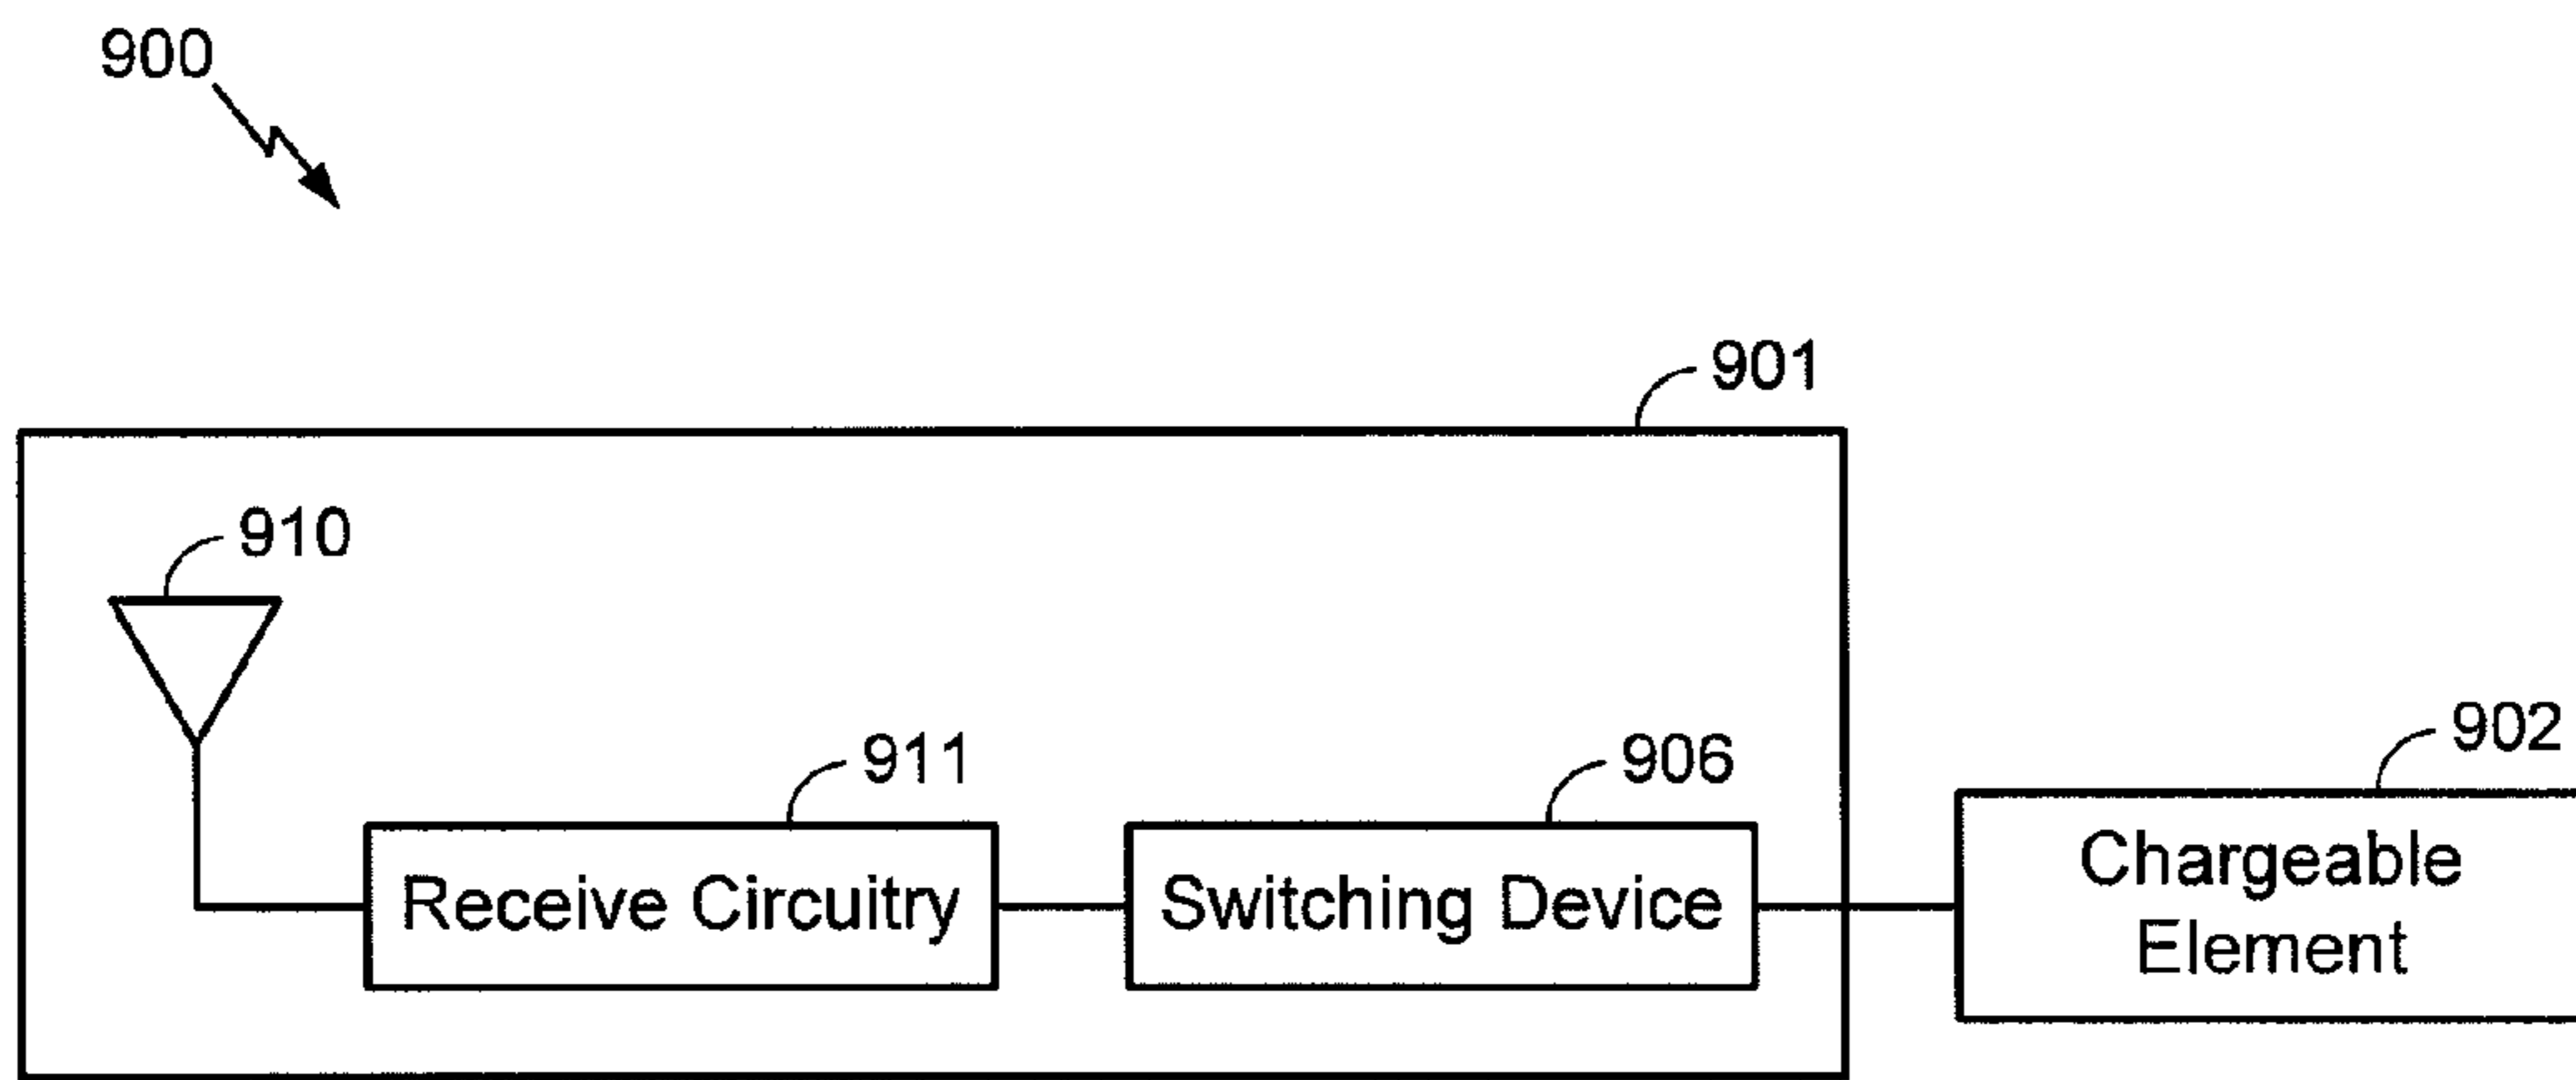 900
901
910
911
906
902
Receive Circuitry
Switching Device
Chargeable
Element